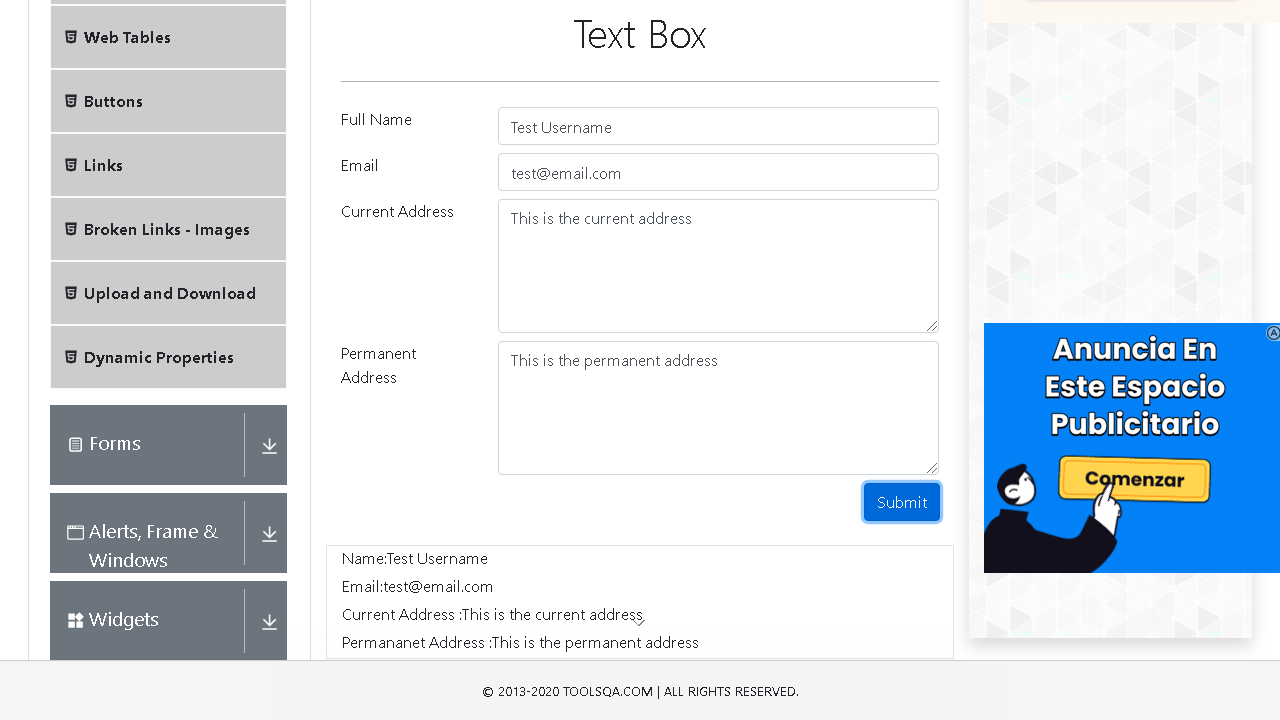 Web Tables
Buttons
Links
Broken Links - Images
Upload and Download
Dynamic Properties
Forms
Alerts, Frame &
Windows
Widgets
Text Box
Full Name
Test Username
Email
test@email.com
Current Address
This is the current address
Permanent
Address
This is the permanent address
Submit
Name:Test Username
Email:test@email.com
Current Address :This is the current address
Permananet Address :This is the permanent address
Anuncia En
Este Espacio
Publicitario
Comenzar
© 2013-2020 TOOLSQA.COM | ALL RIGHTS RESERVED.